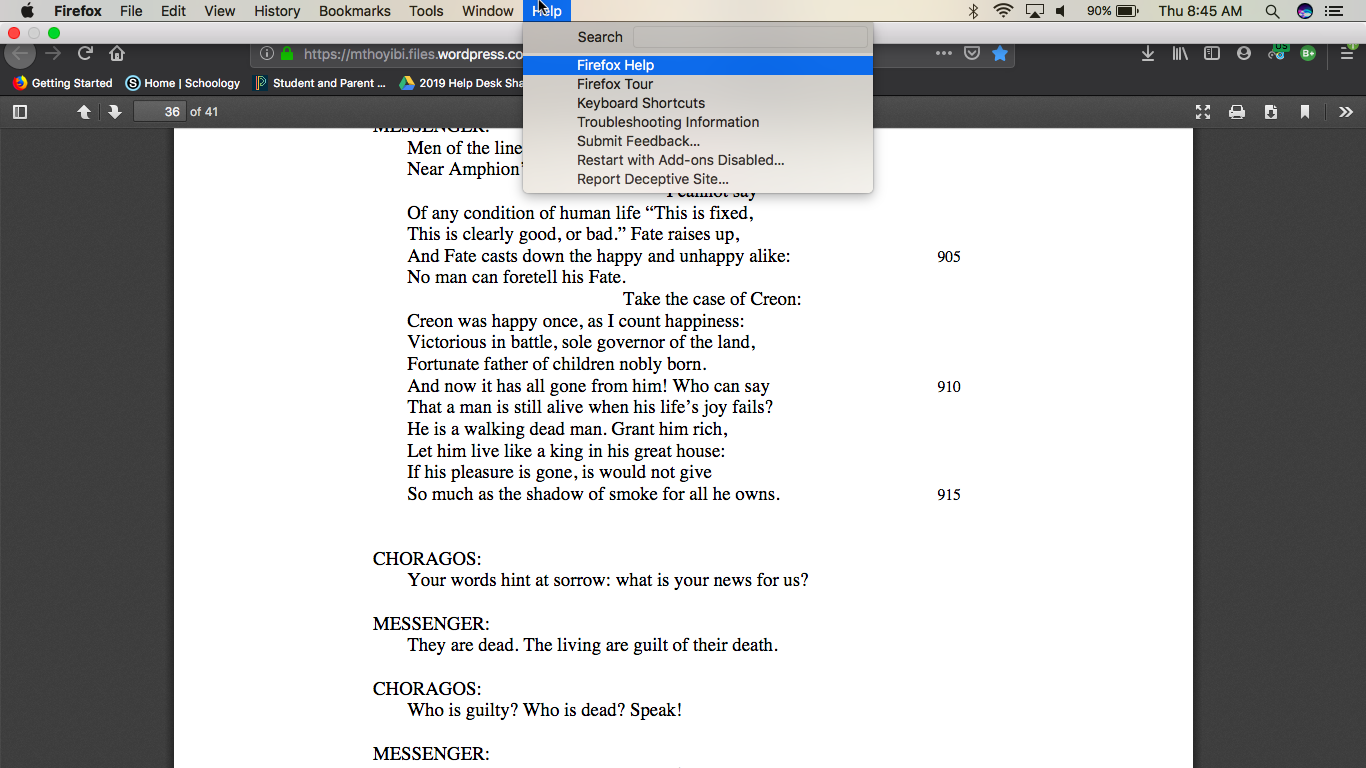 Firefox File Edit View History Bookmarks Tools Window Help 90% Thu 8:45 AM
Search
https://mthoyibi.files.wordpress.co
Firefox Help
Getting Started Home | Schoology Student and Parent ... 2019 Help Desk Sha
Firefox Tour
Keyboard Shortcuts
36 of 41
Troubleshooting Information
Submit Feedback...
Restart with Add-ons Disabled...
Report Deceptive Site...
MESSENGER:
Men of the line
Near Amphion'
I cannot say
Of any condition of human life “This is fixed,
This is clearly good, or bad.” Fate raises up,
And Fate casts down the happy and unhappy alike: 905
No man can foretell his Fate.
Take the case of Creon:
Creon was happy once, as I count happiness:
Victorious in battle, sole governor of the land,
Fortunate father of children nobly born.
And now it has all gone from him! Who can say 910
That a man is still alive when his life’s joy fails?
He is a walking dead man. Grant him rich,
Let him live like a king in his great house:
If his pleasure is gone, is would not give
So much as the shadow of smoke for all he owns. 915
CHORAGOS:
Your words hint at sorrow: what is your news for us?
MESSENGER:
They are dead. The living are guilt of their death.
CHORAGOS:
Who is guilty? Who is dead? Speak!
MESSENGER: